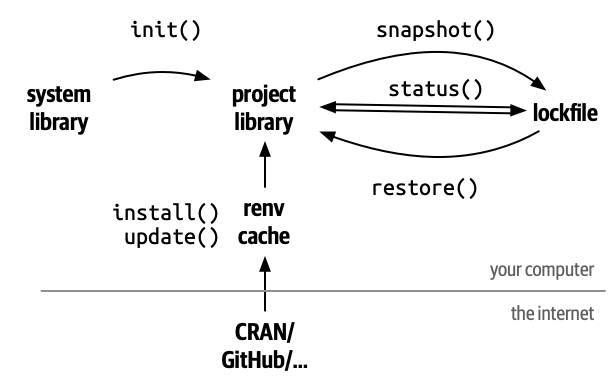 init()
snapshot()
system
library
project
library
status()
lockfile
restore()
install()
update()
renv
cache
your computer
the internet
CRAN/
GitHub/...